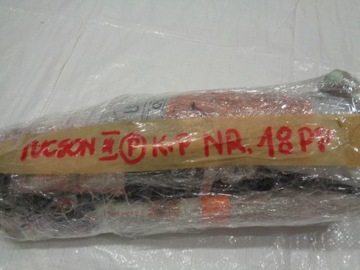 TUCSON II Ⓟ K.P NR. 18 PP